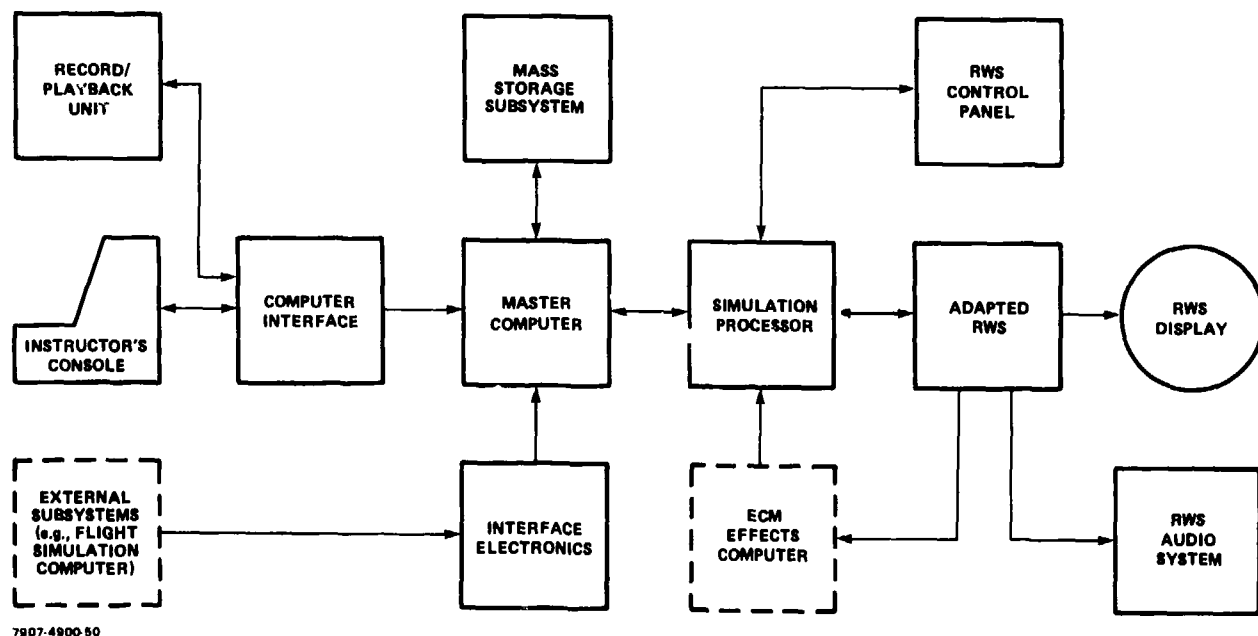 RECORD/
PLAYBACK
UNIT
MASS
STORAGE
SUBSYSTEM
RWS
CONTROL
PANEL
INSTRUCTOR'S
CONSOLE
COMPUTER
INTERFACE
MASTER
COMPUTER
SIMULATION
PROCESSOR
ADAPTED
RWS
RWS
DISPLAY
EXTERNAL
SUBSYSTEMS
(e.g., FLIGHT
SIMULATION
COMPUTER)
INTERFACE
ELECTRONICS
ECM
EFFECTS
COMPUTER
RWS
AUDIO
SYSTEM
7907-4900-50